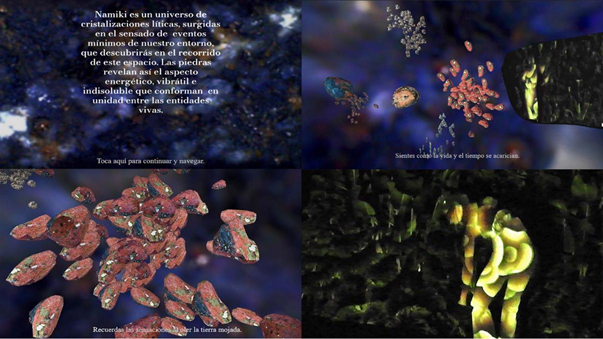 Namiki es un universo de
cristalizaciones líticas, surgidas
en el sensado de eventos
mínimos de nuestro entorno,
que descubrirás en el recorrido
de este espacio. Las piedras
revelan así el aspecto
energético, vibrátil e
indisoluble que conforman en
unidad entre las entidades
vivas.
Toca aquí para continuar y navegar.
Sientes cómo la vida y el tiempo se acarician.
Recuerdas las sensaciones al oler la tierra mojada.